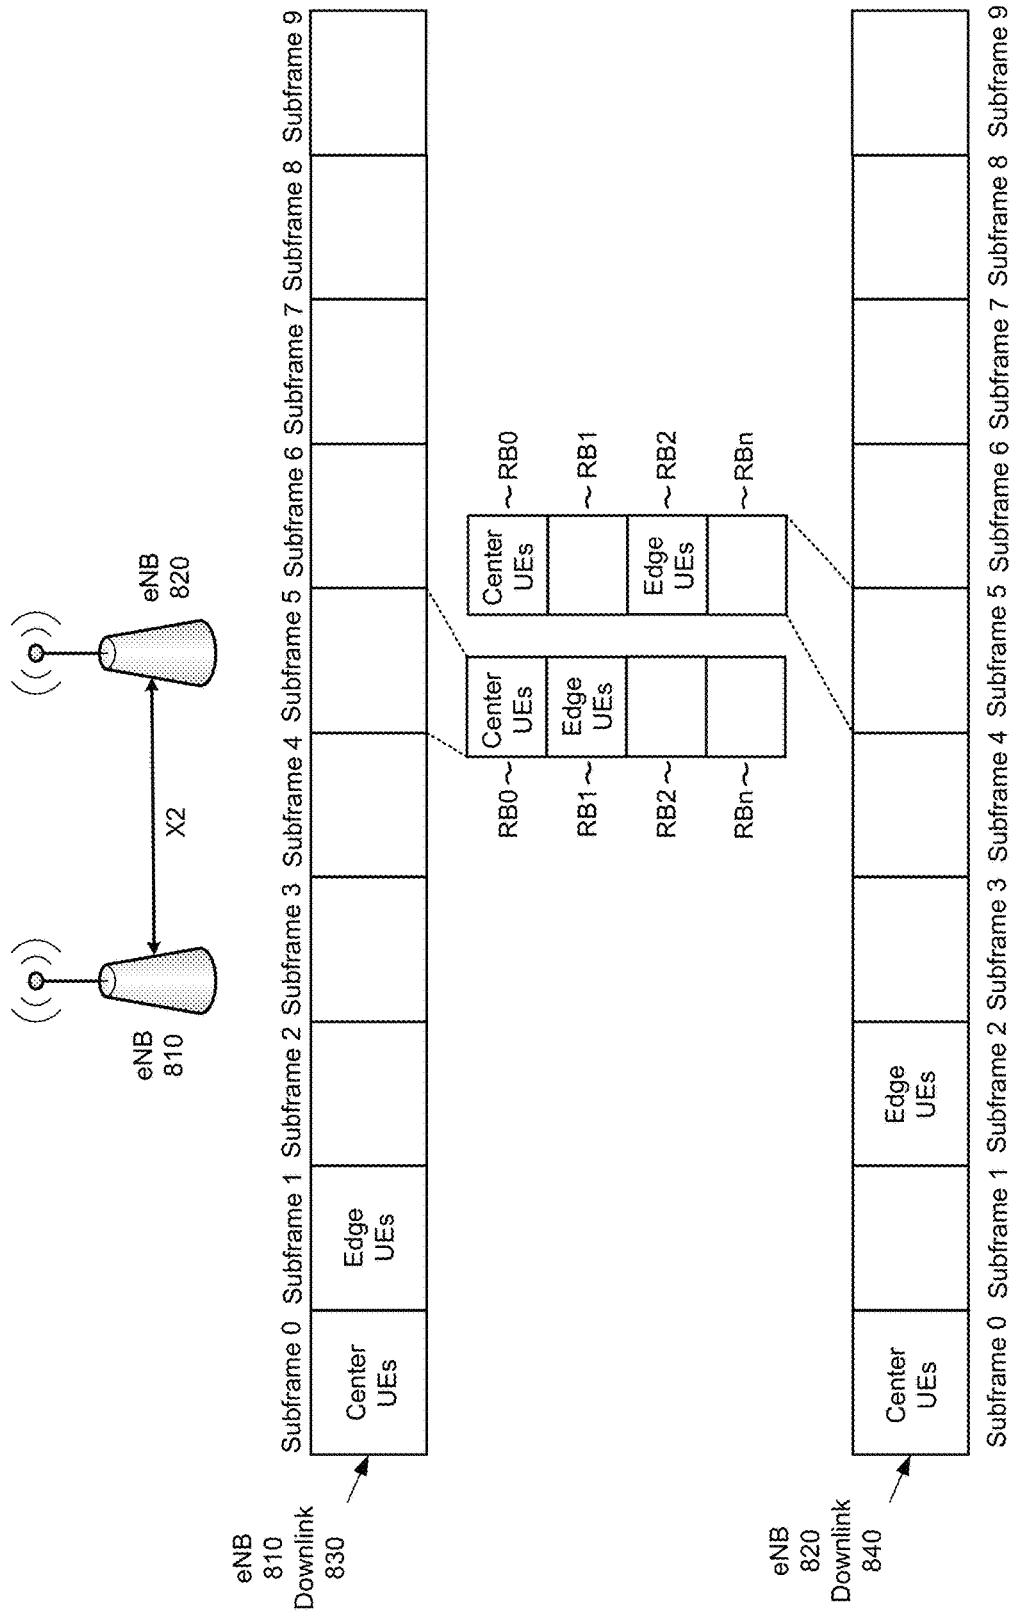 eNB
810
X2
eNB
820
eNB
810
Downlink
830
Subframe 0
Subframe 1
Subframe 2
Subframe 3
Subframe 4
Subframe 5
Subframe 6
Subframe 7
Subframe 8
Subframe 9
Center
UEs
Edge
UEs
RB0
Center
UEs
RB1
Edge
UEs
RB2
RBn
Center
UEs
RB0
RB1
Edge
UEs
RB2
RBn
eNB
820
Downlink
840
Center
UEs
Edge
UEs
Subframe 0
Subframe 1
Subframe 2
Subframe 3
Subframe 4
Subframe 5
Subframe 6
Subframe 7
Subframe 8
Subframe 9